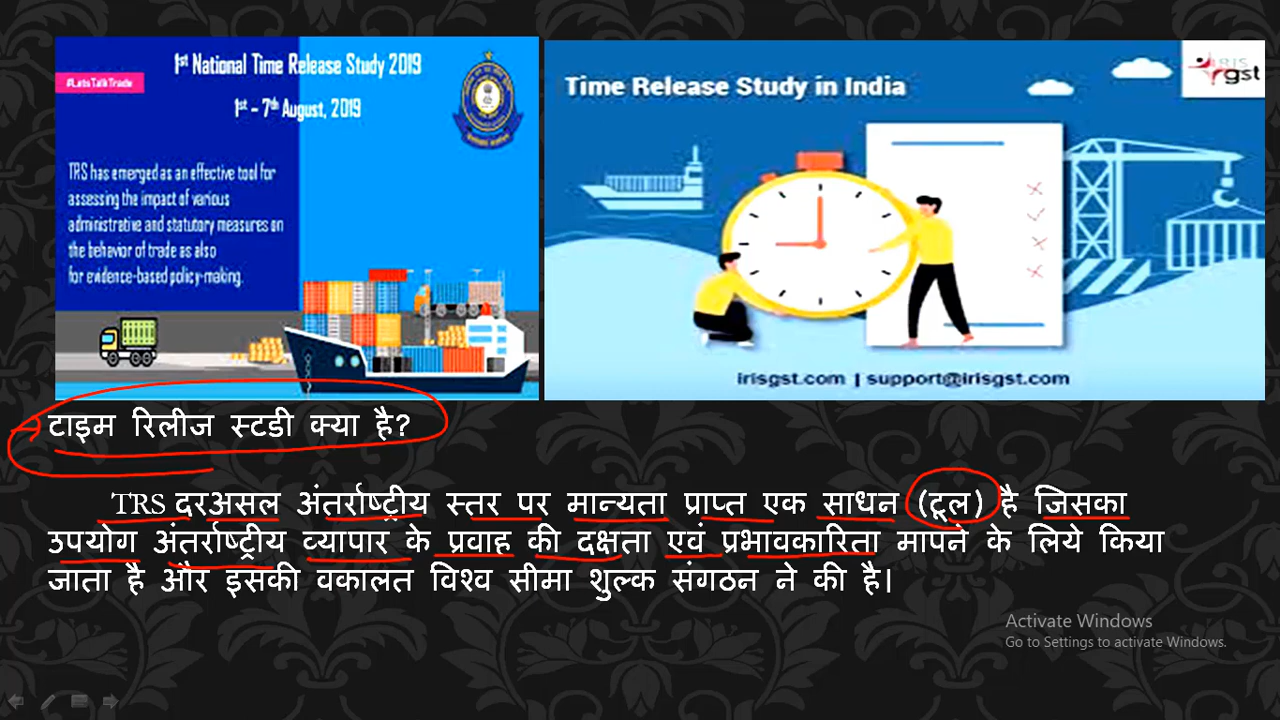 1st National Time Release Study 2019
#LetsTalkTrade
1st – 7th August, 2019
TRS has emerged as an effective tool for
assessing the impact of various
administrative and statutory measures on
the behavior of trade as also
for evidence-based policy-making.
IRIS
gst
Time Release Study in India
irisgst.com | support@irisgst.com
टाइम रिलीज स्टडी क्या है?
TRS दरअसल अंतर्राष्ट्रीय स्तर पर मान्यता प्राप्त एक साधन (टूल) है जिसका
उपयोग अंतर्राष्ट्रीय व्यापार के प्रवाह की दक्षता एवं प्रभावकारिता मापने के लिये किया
जाता है और इसकी वकालत विश्व सीमा शुल्क संगठन ने की है।
Activate Windows
Go to Settings to activate Windows.